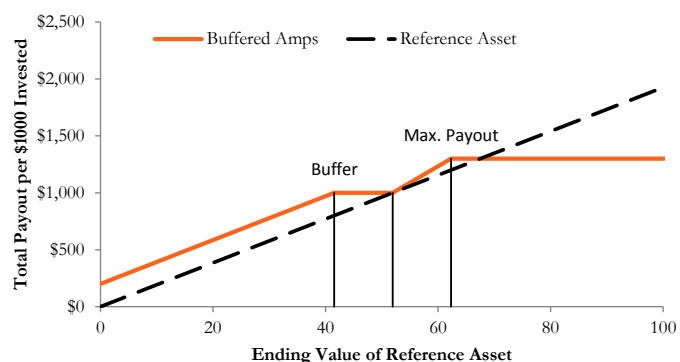 Total Payout per $1000 Invested
$2,500
$2,000
$1,500
$1,000
$500
$0
Buffered Amps
Reference Asset
Max. Payout
Buffer
0
20
40
60
80
100
Ending Value of Reference Asset